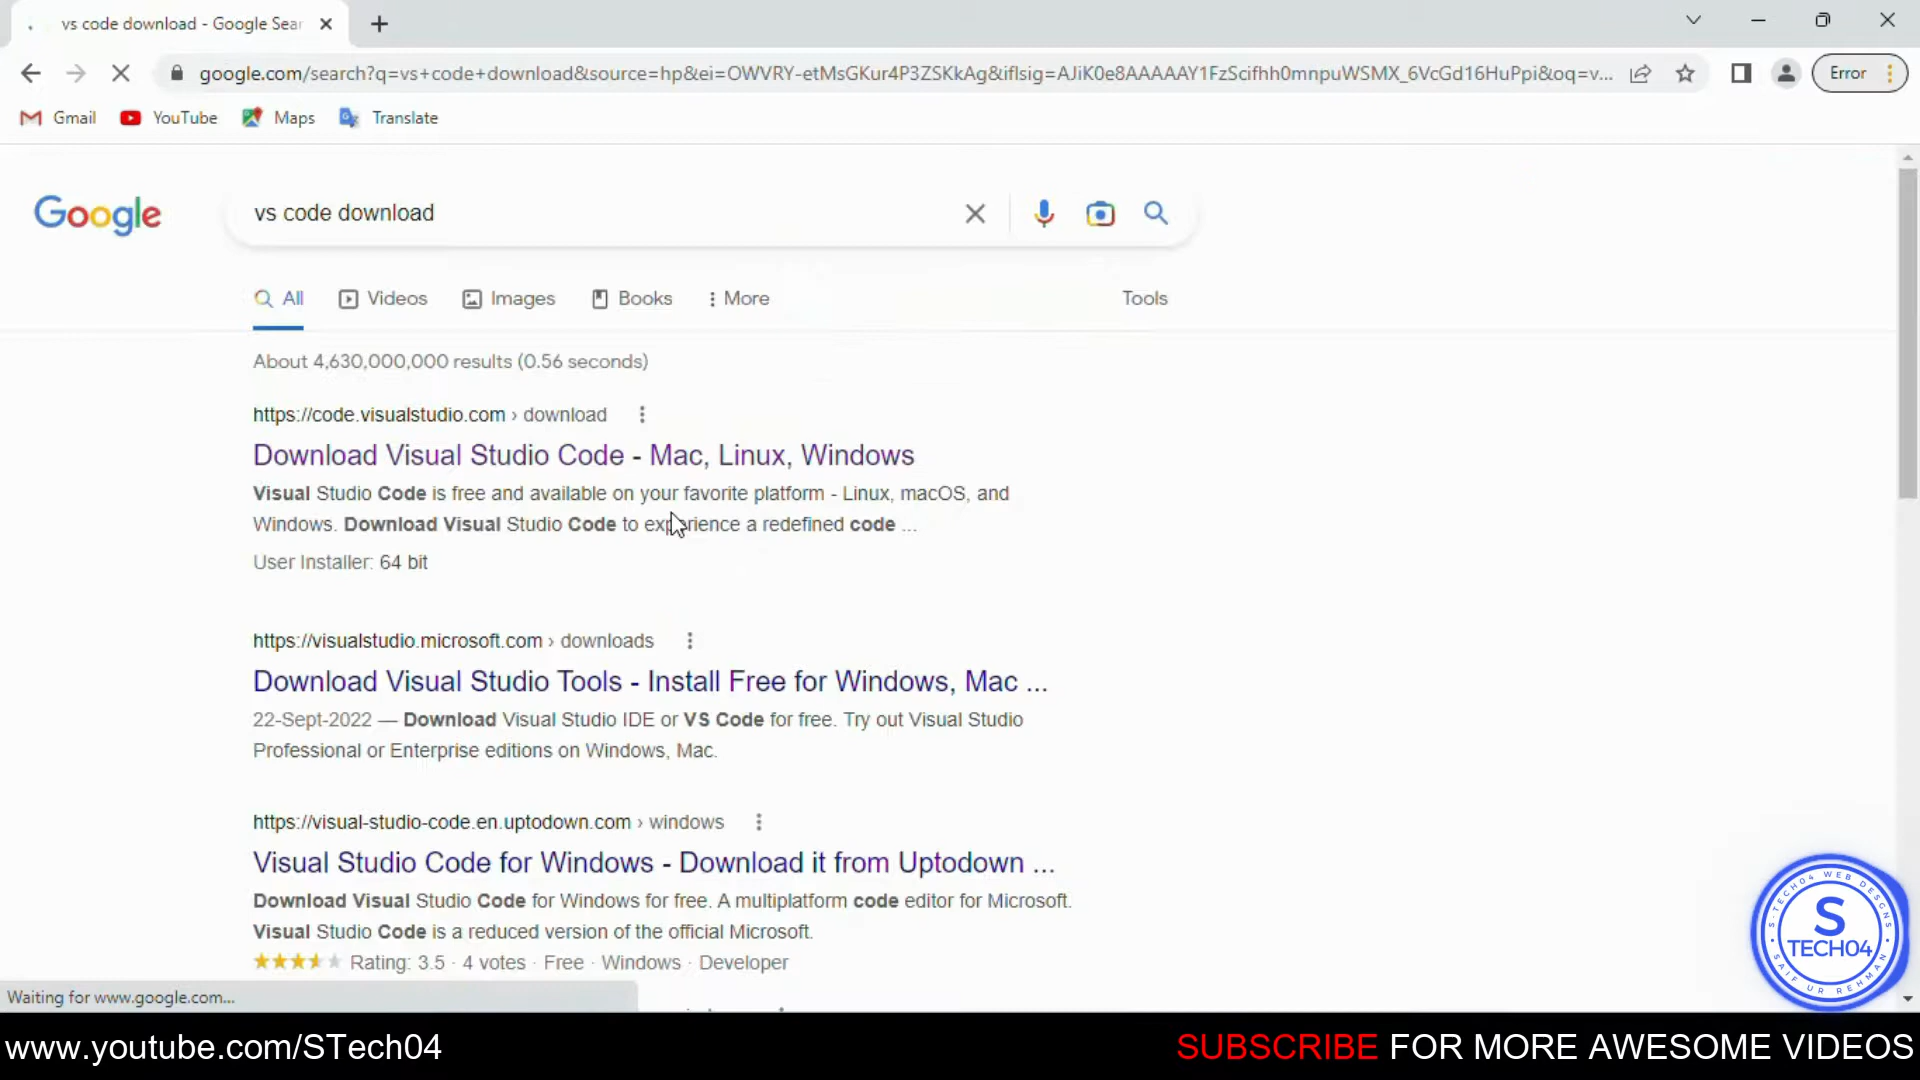 vs code download - Google Sear
google.com/search?q=vs+code+download&source=hp&ei=OWVRY-etMsGKur4P3ZSKkAg&iflsig=AJiK0e8AAAAAY1FzScifhh0mnpuWSMX_6VcGd16HuPpi&oq=v...
Error
Gmail YouTube Maps Translate
Google
vs code download
All Videos Images Books More Tools
About 4,630,000,000 results (0.56 seconds)
https://code.visualstudio.com › download
Download Visual Studio Code - Mac, Linux, Windows
Visual Studio Code is free and available on your favorite platform - Linux, macOS, and
Windows. Download Visual Studio Code to experience a redefined code ...
User Installer: 64 bit
https://visualstudio.microsoft.com › downloads
Download Visual Studio Tools - Install Free for Windows, Mac ...
22-Sept-2022 — Download Visual Studio IDE or VS Code for free. Try out Visual Studio
Professional or Enterprise editions on Windows, Mac.
https://visual-studio-code.en.uptodown.com › windows
Visual Studio Code for Windows - Download it from Uptodown ...
Download Visual Studio Code for Windows for free. A multiplatform code editor for Microsoft.
Visual Studio Code is a reduced version of the official Microsoft.
Rating: 3.5 · 4 votes · Free · Windows · Developer
Waiting for www.google.com...
S-TECH04 WEB DESGNS
S
TECH04
SAIF UR REHMAN
www.youtube.com/STech04
SUBSCRIBE FOR MORE AWESOME VIDEOS